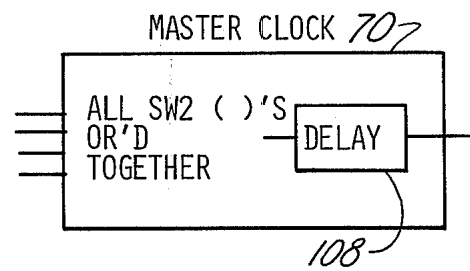 MASTER CLOCK 70
ALL SW2 ( )'S
OR'D
TOGETHER
DELAY
108